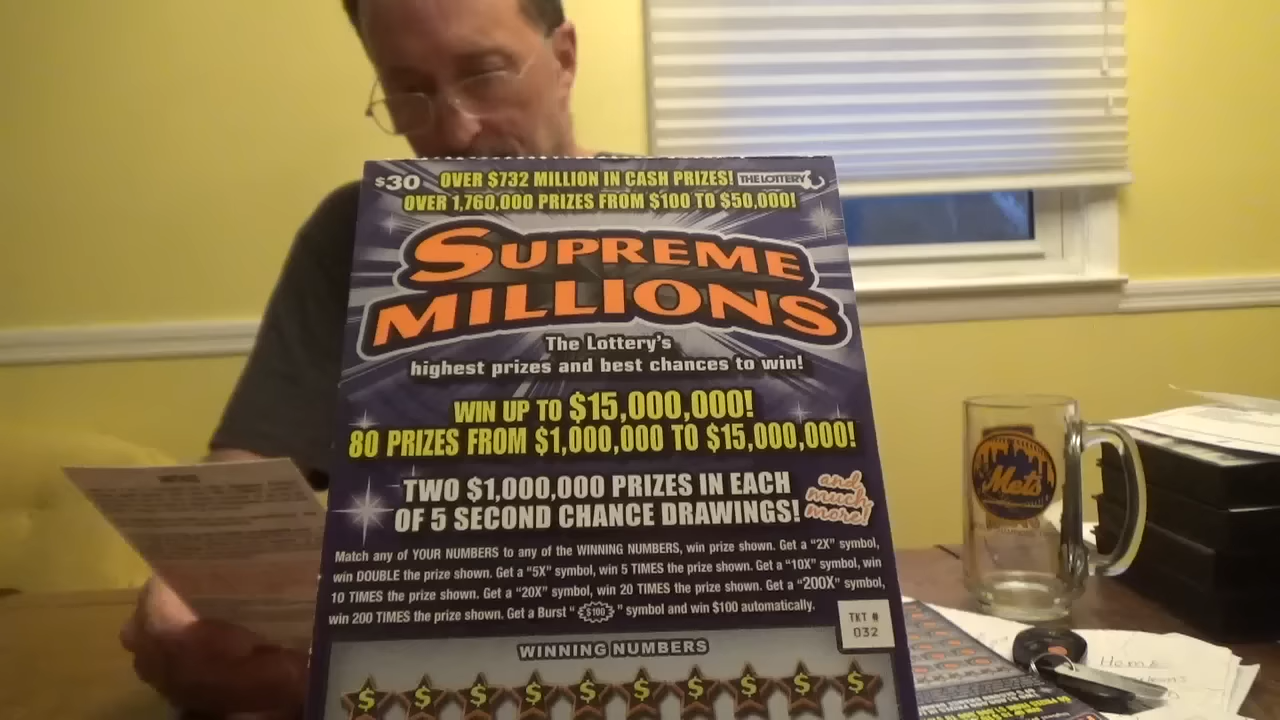 $30 OVER $732 MILLION IN CASH PRIZES! THE LOTTERY
OVER 1,760,000 PRIZES FROM $100 TO $50,000!
SUPREME
MILLIONS
The Lottery's
highest prizes and best chances to win!
WIN UP TO $15,000,000!
80 PRIZES FROM $1,000,000 TO $15,000,000!
TWO $1,000,000 PRIZES IN EACH
OF 5 SECOND CHANCE DRAWINGS!
and
much
more!
Match any of YOUR NUMBERS to any of the WINNING NUMBERS, win prize shown. Get a "2X" symbol,
win DOUBLE the prize shown. Get a "5X" symbol, win 5 TIMES the prize shown. Get a "10X" symbol, win
10 TIMES the prize shown. Get a "20X" symbol, win 20 TIMES the prize shown. Get a "200X" symbol,
win 200 TIMES the prize shown. Get a Burst "$100" symbol and win $100 automatically.
TKT #
032
WINNING NUMBERS
$ $ $ $ $ $ $ $ $ $
Mets
Home